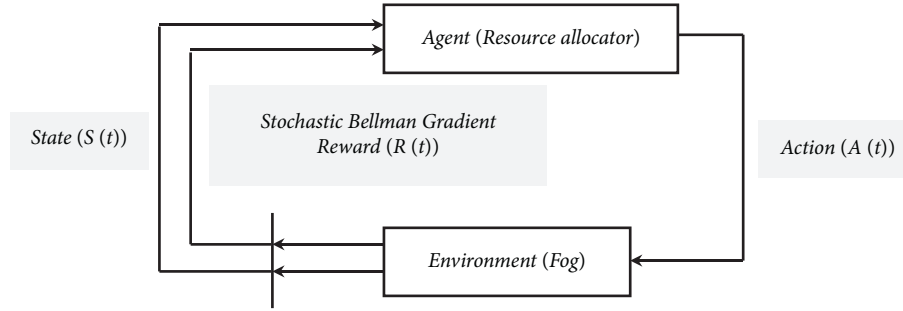 Agent (Resource allocator)
State (S (t))
Stochastic Bellman Gradient
Reward (R (t))
Action (A (t))
Environment (Fog)